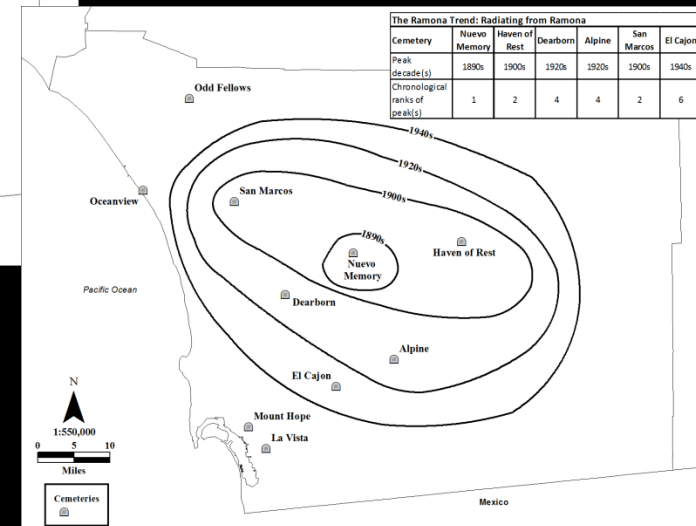 The Ramona Trend: Radiating from Ramona
Cemetery Nuevo Memory Haven of Rest Dearborn Alpine San Marcos El Cajon
Peak decade(s) 1890s 1900s 1920s 1920s 1900s 1940s
Chronological ranks of peak(s) 1 2 4 4 2 6
Odd Fellows
1940s
1920s
San Marcos
1900s
Oceanview
1890s
Haven of Rest
Nuevo
Memory
Pacific Ocean
Dearborn
Alpine
El Cajon
N
Mount Hope
1:550,000
La Vista
0 5 10
Miles
Cemeteries
Mexico